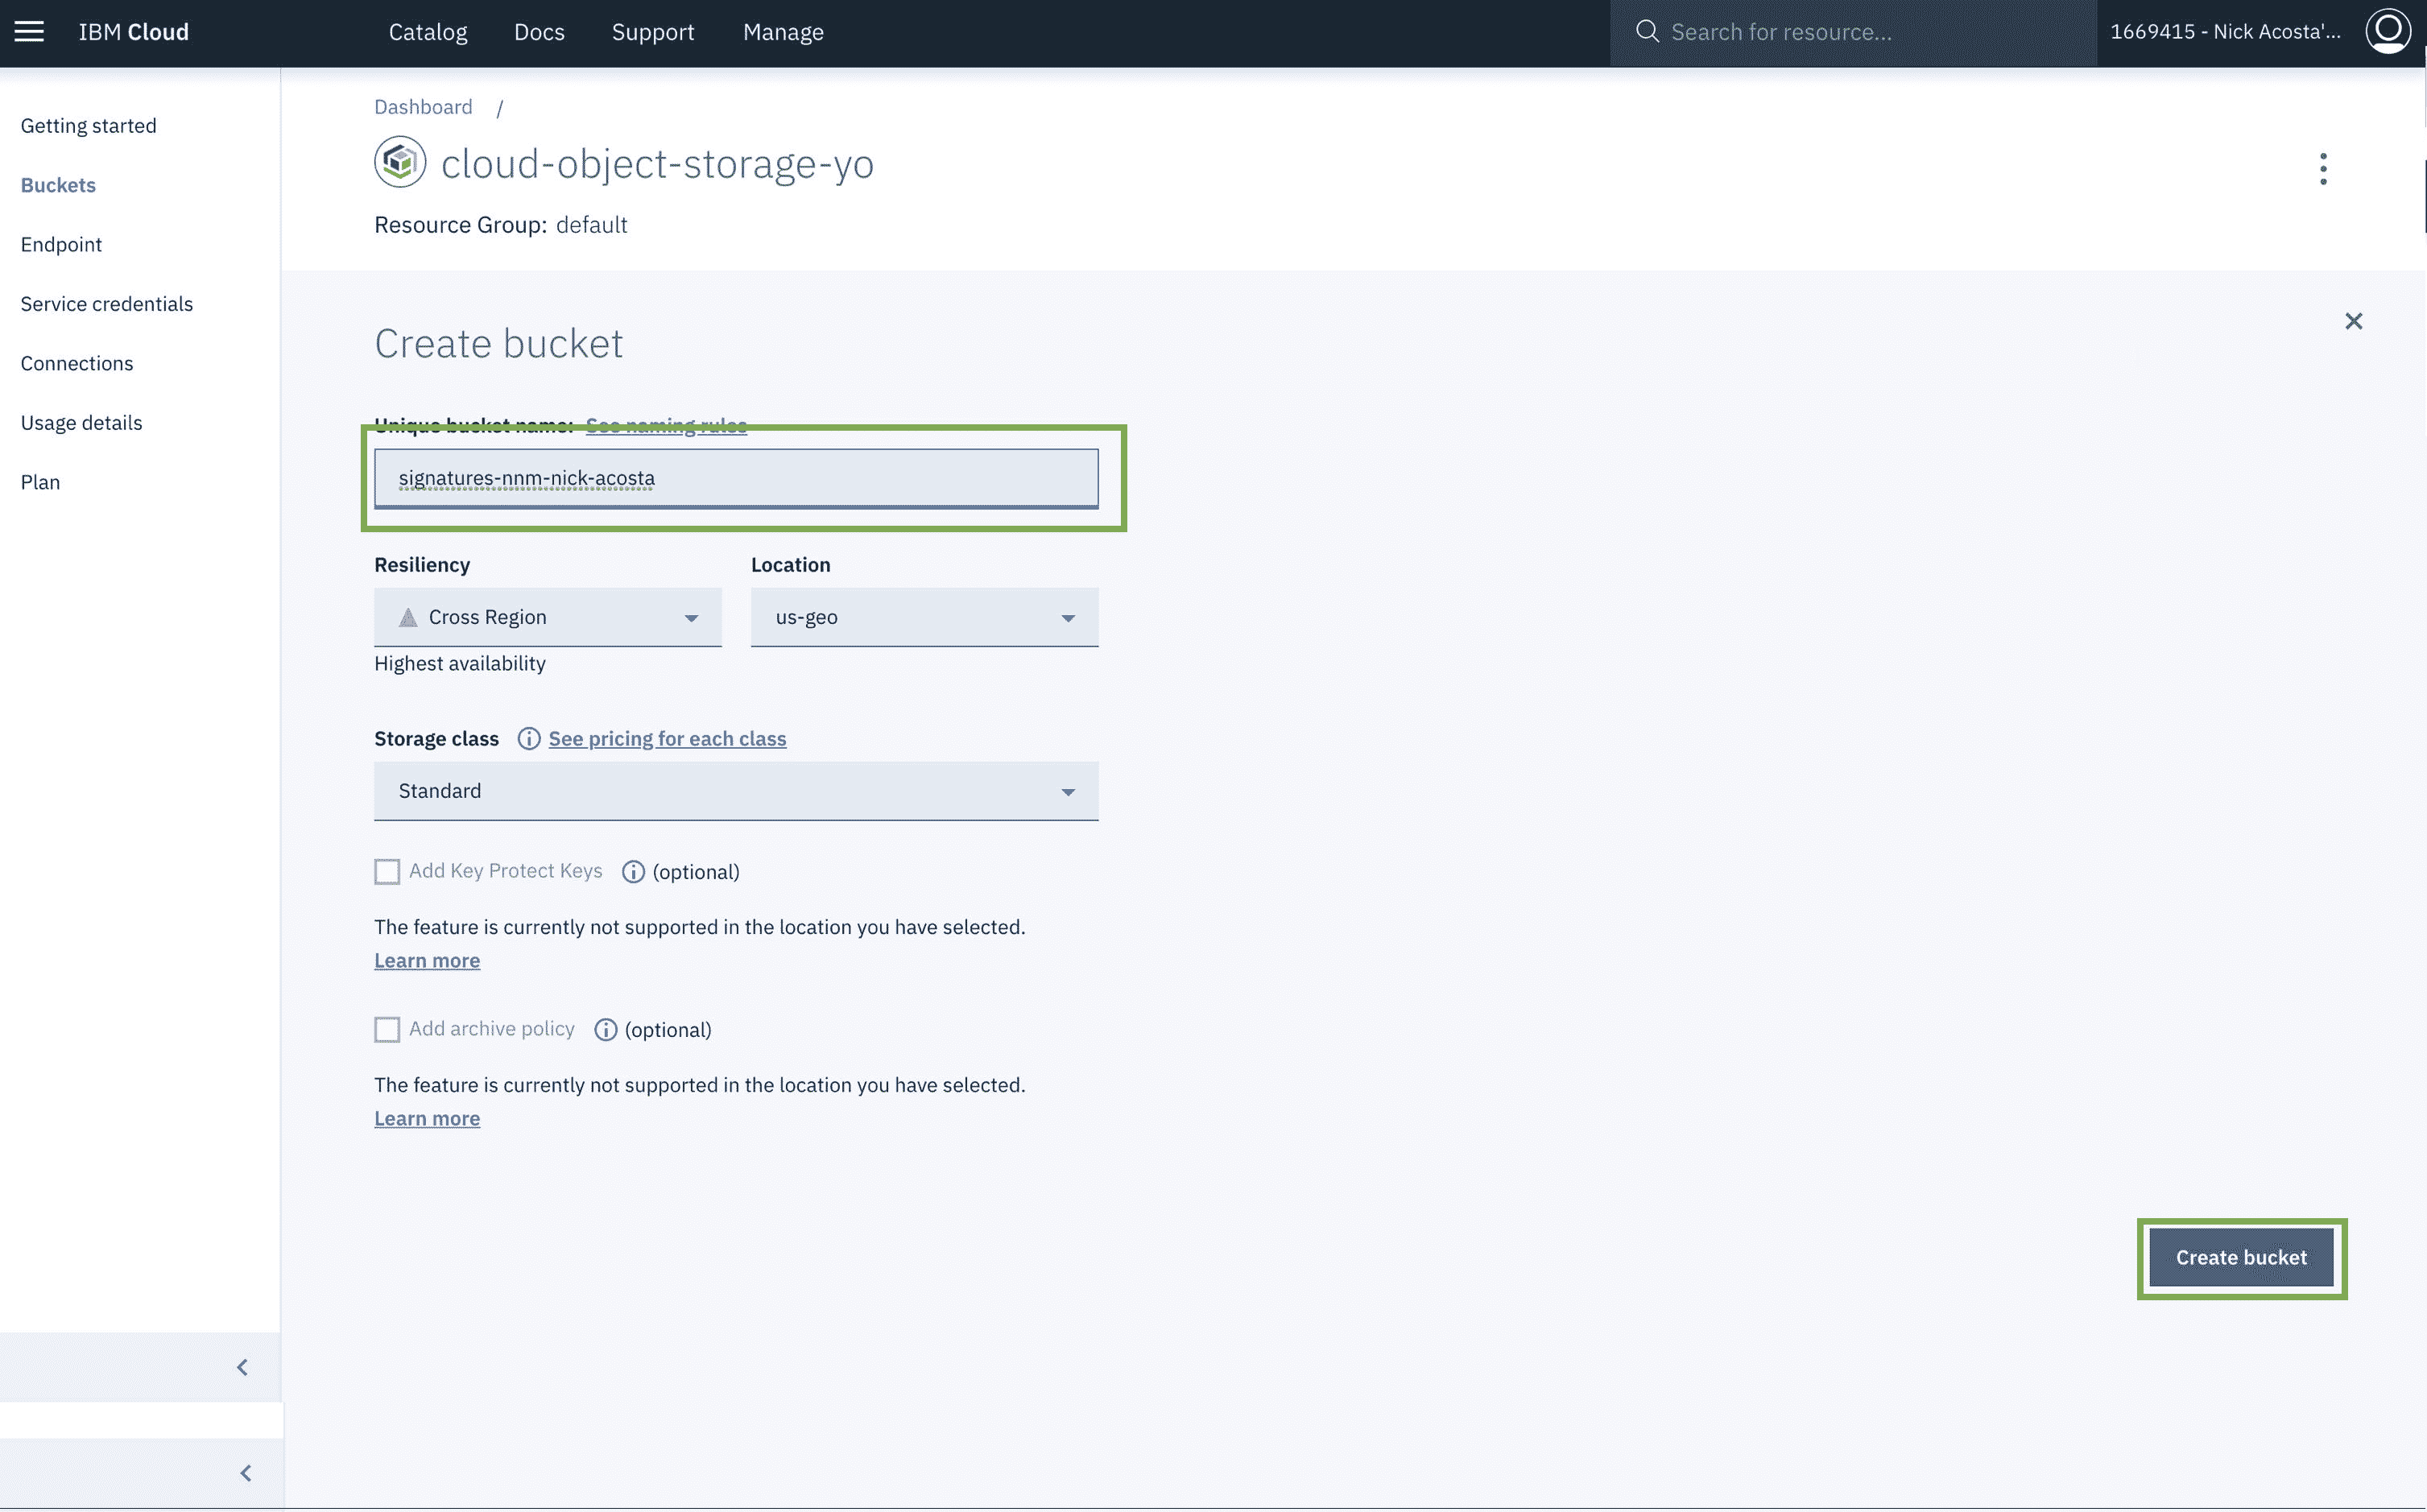 IBM Cloud Catalog Docs Support Manage Search for resource... 1669415 - Nick Acosta'...
Getting started
Buckets
Endpoint
Service credentials
Connections
Usage details
Plan
Dashboard /
cloud-object-storage-yo
Resource Group: default
Create bucket
Unique bucket name: See naming rules
signatures-nnm-nick-acosta
Resiliency Location
Cross Region us-geo
Highest availability
Storage class See pricing for each class
Standard
Add Key Protect Keys (optional)
The feature is currently not supported in the location you have selected.
Learn more
Add archive policy (optional)
The feature is currently not supported in the location you have selected.
Learn more
Create bucket